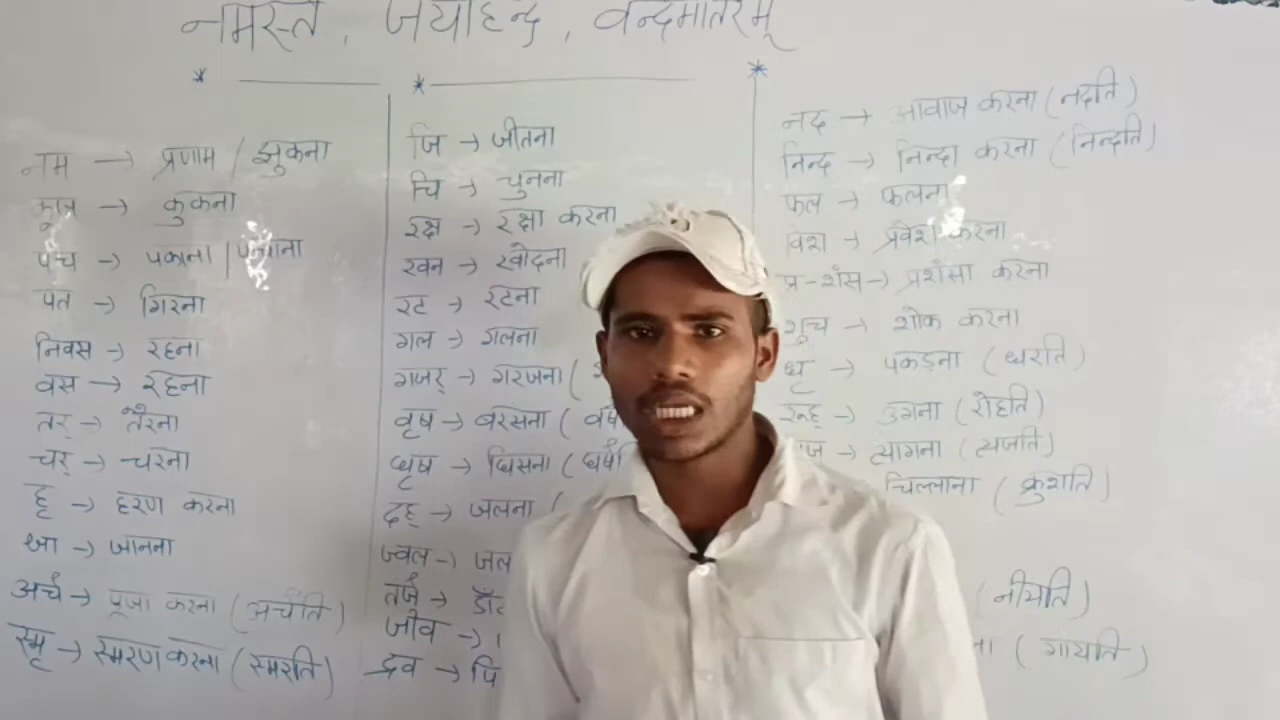 नमस्ते, जयहिन्द, वन्दमातरम्
नम → प्रणाम / झुकना
कूज → कुकना
पच → पकाना / पचाना
पत → गिरना
निवस → रहना
वस → रहना
तर् → तैरना
चर् → चरना
हृ → हरण करना
ज्ञा → जानना
अर्च → पूजा करना (अर्चति)
स्मृ → स्मरण करना (स्मरति)
जि → जीतना
चि → चुनना
रक्ष → रक्षा करना
खन → खोदना
रट → रटना
गल → गलना
गजर् → गरजना (
वृष → बरसना (
घृष → घिसना (
दह् → जलना (
ज्वल →
तर्ज →
जीव →
द्रव →
नद → आवाज करना (नदति)
निन्द → निन्दा करना (निन्दति)
फल → फलना
विश → प्रवेश करना
प्र-शंस → प्रशंसा करना
शुच → शोक करना
धृ → पकड़ना (धरति)
रूह् → उगना (रोहति)
→ त्यागना (त्यजति)
चिल्लाना (क्रुशति)
(नीयति)
(गायति)